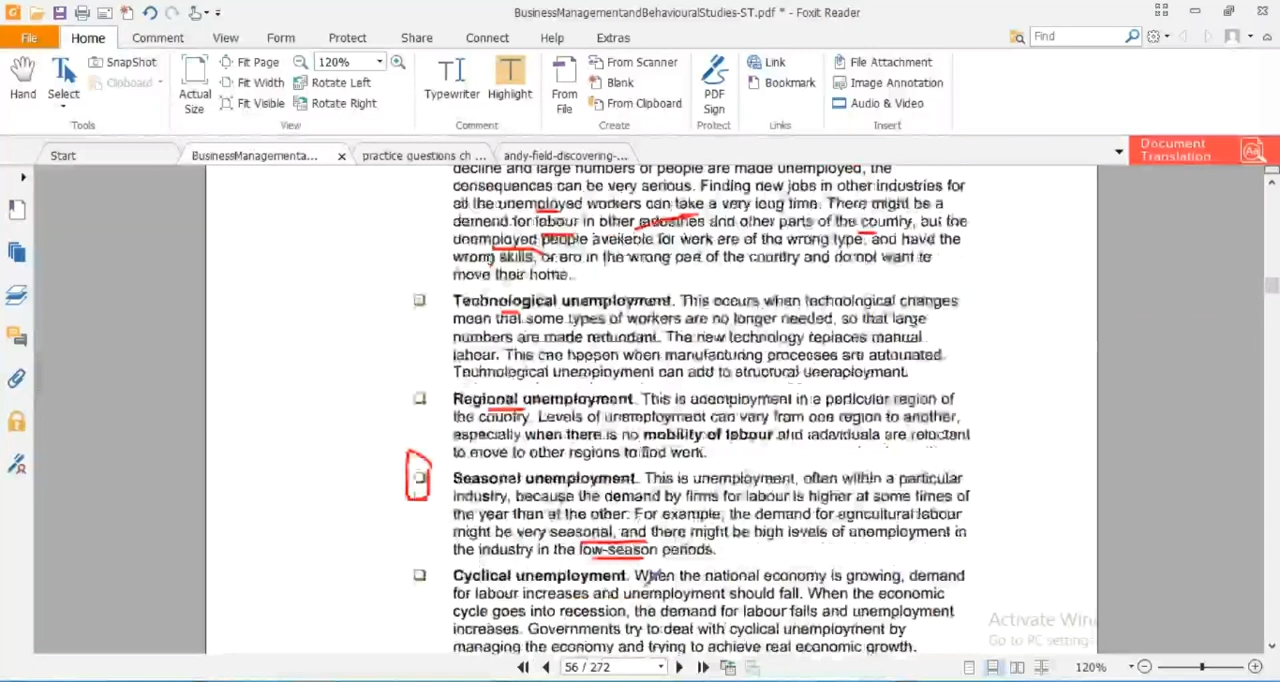 BusinessManagementandBehaviouralStudies-ST.pdf * - Foxit Reader
File Home Comment View Form Protect Share Connect Help Extras Find
Hand Select SnapShot Clipboard Actual Size Fit Page Fit Width Fit Visible 120% Rotate Left Rotate Right Typewriter Highlight From File From Scanner Blank From Clipboard PDF Sign Link Bookmark File Attachment Image Annotation Audio & Video
Tools View Comment Create Protect Links Insert
Start BusinessManagementa... practice questions ch ... andy-field-discovering-... Document Translation
decline and large numbers of people are made unemployed, the
consequences can be very serious. Finding new jobs in other industries for
all the unemployed workers can take a very long time. There might be a
demand for labour in other industries and other parts of the country, but the
unemployed people available for work are of the wrong type, and have the
wrong skills, or are in the wrong part of the country and do not want to
move their home.
Technological unemployment. This occurs when technological changes
mean that some types of workers are no longer needed, so that large
numbers are made redundant. The new technology replaces manual
labour. This can happen when manufacturing processes are automated.
Technological unemployment can add to structural unemployment.
Regional unemployment. This is unemployment in a particular region of
the country. Levels of unemployment can vary from one region to another,
especially when there is no mobility of labour and individuals are reluctant
to move to other regions to find work.
Seasonal unemployment. This is unemployment, often within a particular
industry, because the demand by firms for labour is higher at some times of
the year than at the other. For example, the demand for agricultural labour
might be very seasonal, and there might be high levels of unemployment in
the industry in the low-season periods.
Cyclical unemployment. When the national economy is growing, demand
for labour increases and unemployment should fall. When the economic
cycle goes into recession, the demand for labour falls and unemployment
increases. Governments try to deal with cyclical unemployment by
managing the economy and trying to achieve real economic growth.
Activate Win
Go to PC setting
56 / 272 120%